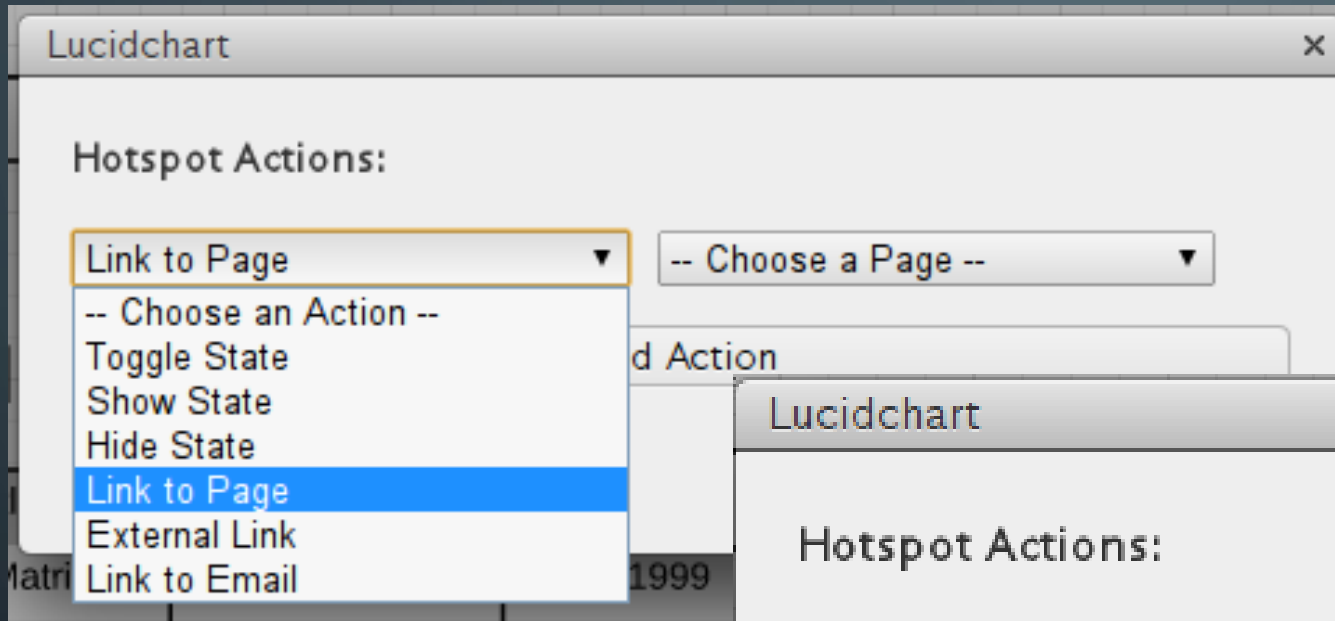 Lucidchart
Hotspot Actions:
Link to Page
-- Choose a Page --
-- Choose an Action --
Toggle State
d Action
Show State
Hide State
Link to Page
External Link
Link to Email
1999
Lucidchart
Hotspot Actions: